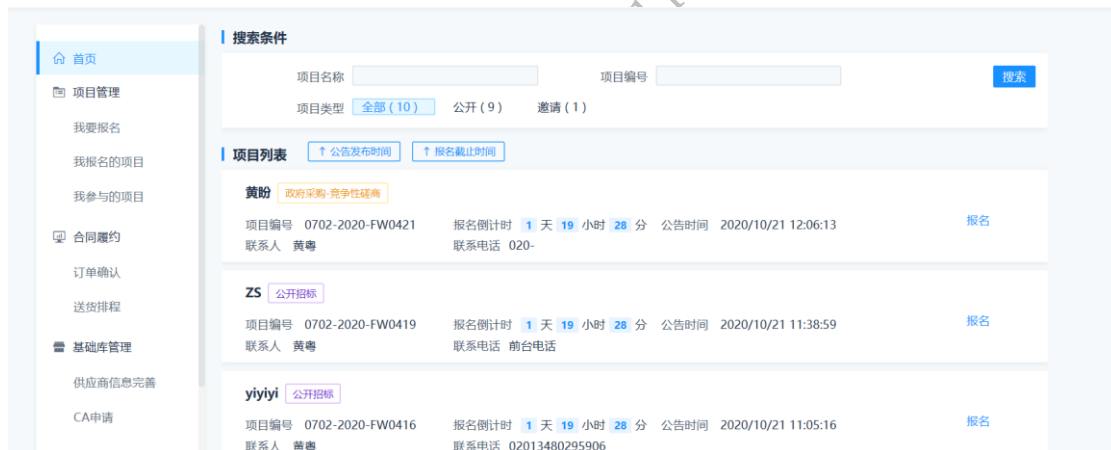 首页
项目管理
我要报名
我报名的项目
我参与的项目
合同履约
订单确认
送货排程
基础库管理
供应商信息完善
CA申请
搜索条件
项目名称 项目编号 搜索
项目类型 全部 ( 10 ) 公开 ( 9 ) 邀请 ( 1 )
项目列表 ↑ 公告发布时间 ↑ 报名截止时间
黄盼 政府采购-竞争性磋商
项目编号 0702-2020-FW0421 报名倒计时 1 天 19 小时 28 分 公告时间 2020/10/21 12:06:13 报名
联系人 黄粤 联系电话 020-
ZS 公开招标
项目编号 0702-2020-FW0419 报名倒计时 1 天 19 小时 28 分 公告时间 2020/10/21 11:38:59 报名
联系人 黄粤 联系电话 前台电话
yiyiyi 公开招标
项目编号 0702-2020-FW0416 报名倒计时 1 天 19 小时 28 分 公告时间 2020/10/21 11:05:16 报名
联系人 黄粤 联系电话 02013480295906